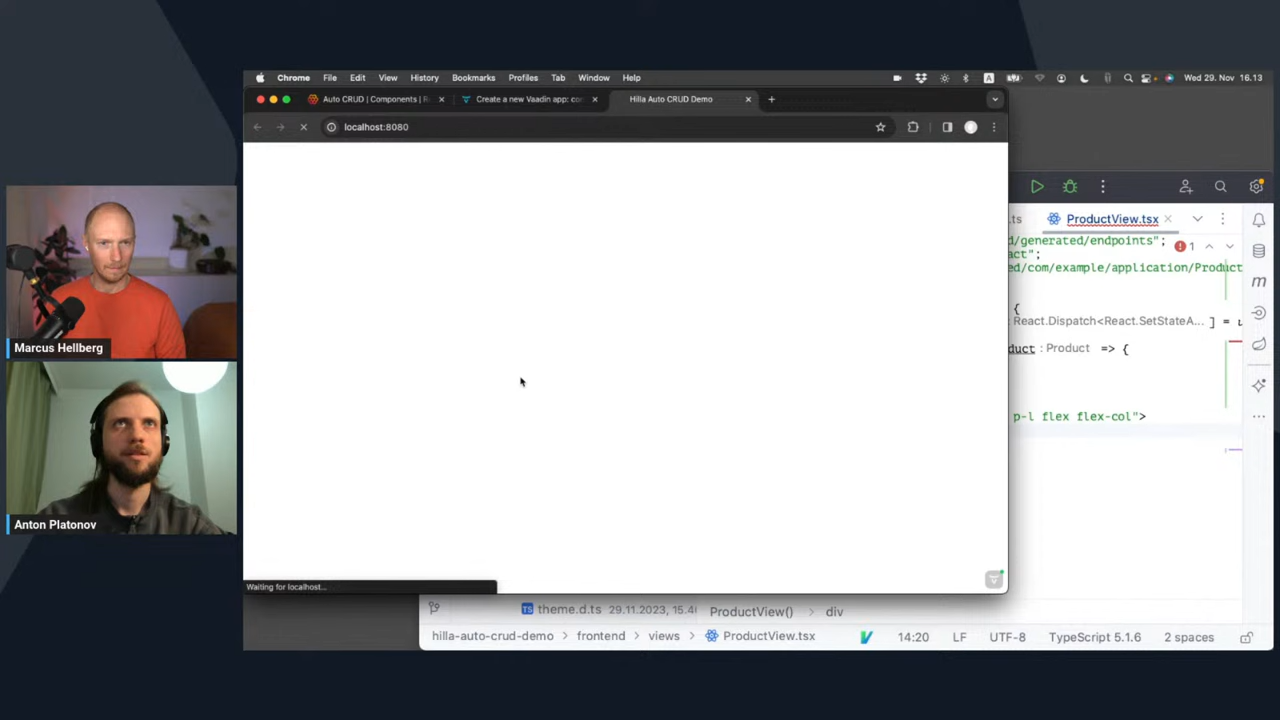 Chrome File Edit View History Bookmarks Profiles Tab Window Help
Wed 29. Nov 16.13
Auto CRUD | Components | R
Create a new Vaadin app: co
Hilla Auto CRUD Demo
localhost:8080
.ts
ProductView.tsx
d/generated/endpoints";
1
act";
ed/com/example/application/Product
{
React.Dispatch<React.SetStateA... ] =
duct : Product => {
p-l flex flex-col">
Marcus Hellberg
Anton Platonov
Waiting for localhost...
theme.d.ts 29.11.2023, 15.4
ProductView() › div
hilla-auto-crud-demo › frontend › views › ProductView.tsx
14:20 LF UTF-8 TypeScript 5.1.6 2 spaces